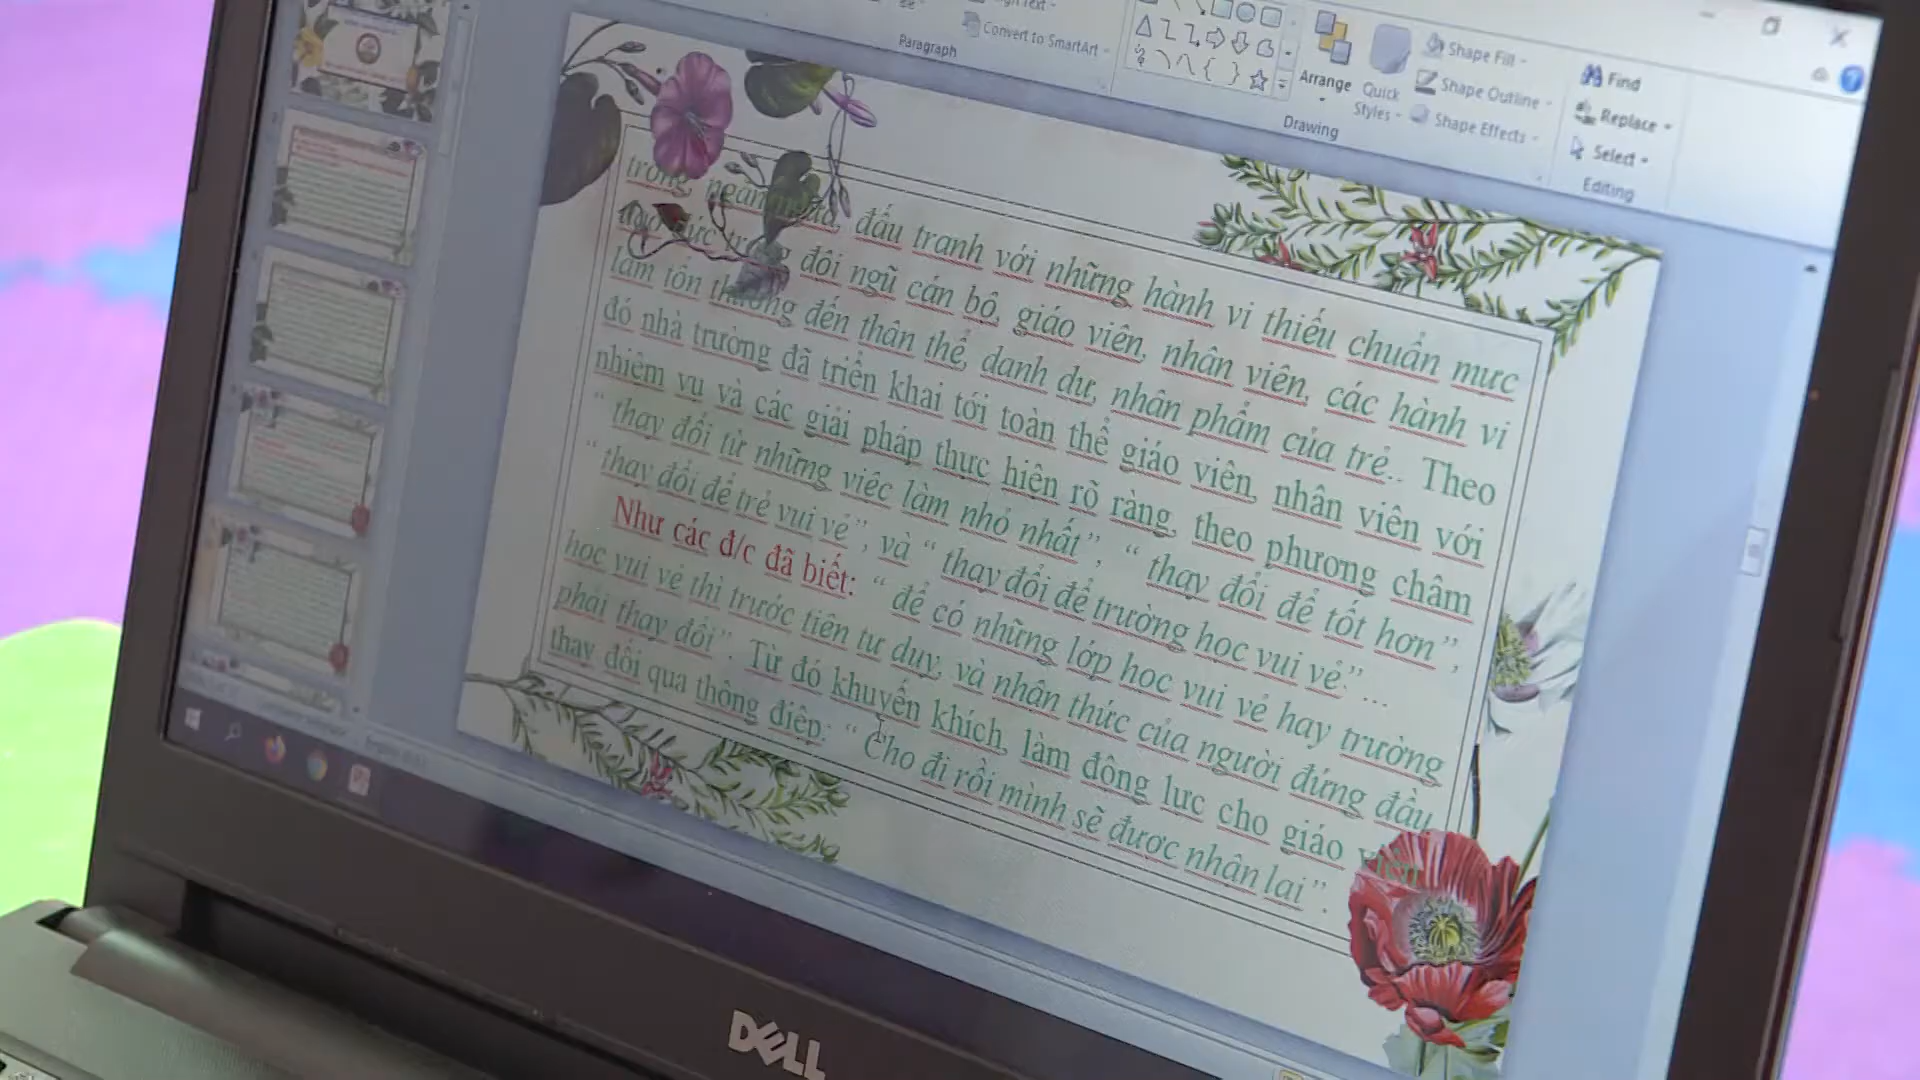 Convert to SmartArt
Paragraph
Arrange
Quick
Styles
Shape Fill
Shape Outline
Shape Effects
Drawing
Find
Replace
Select
Editing
đấu tranh với những hành vi thiếu chuẩn mực
đội ngũ cán bộ, giáo viên, nhân viên, các hành vi
làm tổn thương đến thân thể, danh dự, nhân phẩm của trẻ.. Theo
đó nhà trường đã triển khai tới toàn thể giáo viên, nhân viên với
nhiệm vụ và các giải pháp thực hiện rõ ràng, theo phương châm
“ thay đổi từ những việc làm nhỏ nhất”, “ thay đổi để tốt hơn”,
“ thay đổi để trẻ vui vẻ”, và “ thay đổi để trường học vui vẻ”...
Như các đ/c đã biết: “ để có những lớp học vui vẻ hay trường
học vui vẻ thì trước tiên tư duy, và nhận thức của người đứng đầu
phải thay đổi”. Từ đó khuyến khích, làm động lực cho giáo viên
thay đổi qua thông điệp: “ Cho đi rồi mình sẽ được nhận lại”.
DELL